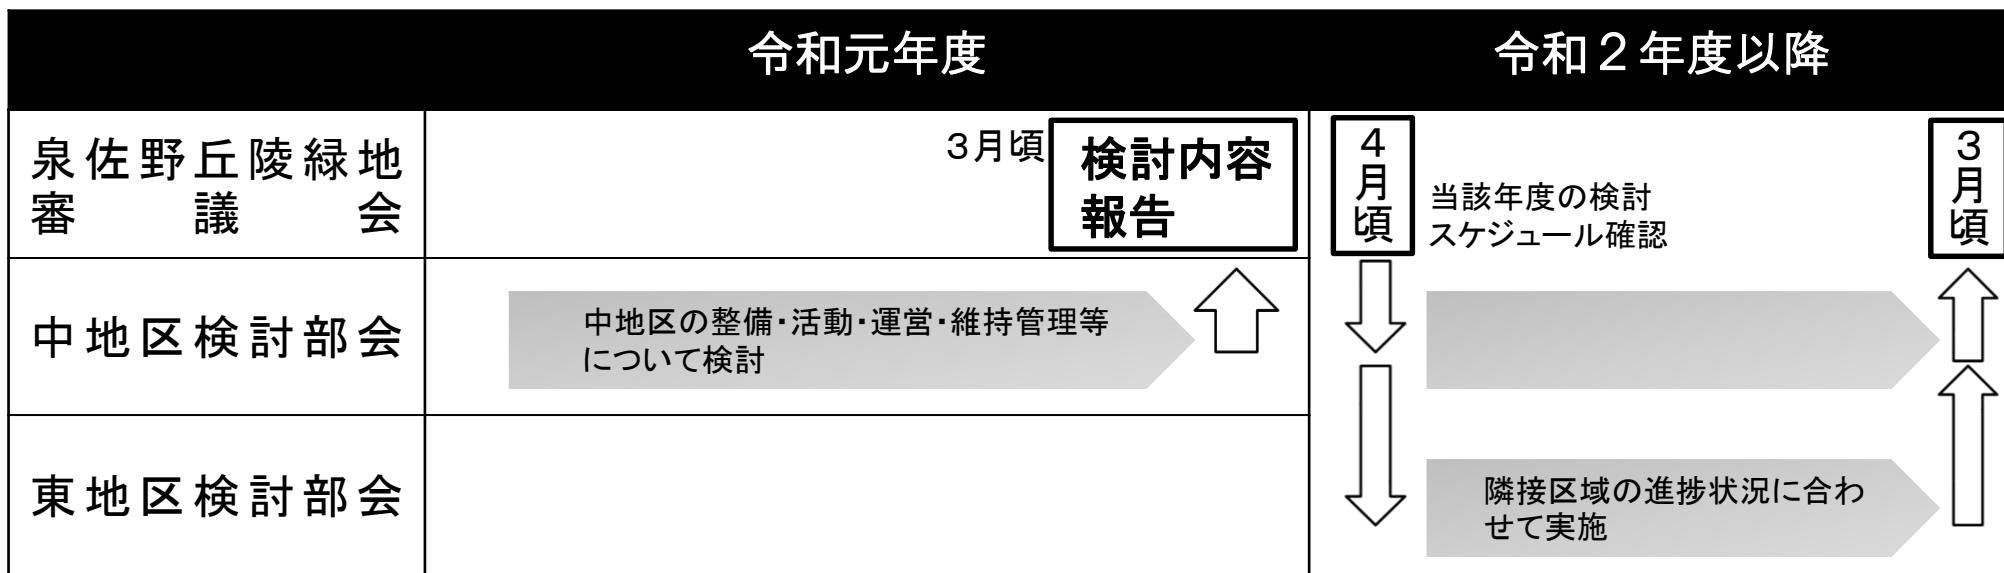 令和元年度
令和２年度以降
泉佐野丘陵緑地
審議会
３月頃
検討内容
報告
４月頃
当該年度の検討
スケジュール確認
３月頃
中地区検討部会
中地区の整備・活動・運営・維持管理等
について検討
東地区検討部会
隣接区域の進捗状況に合わ
せて実施